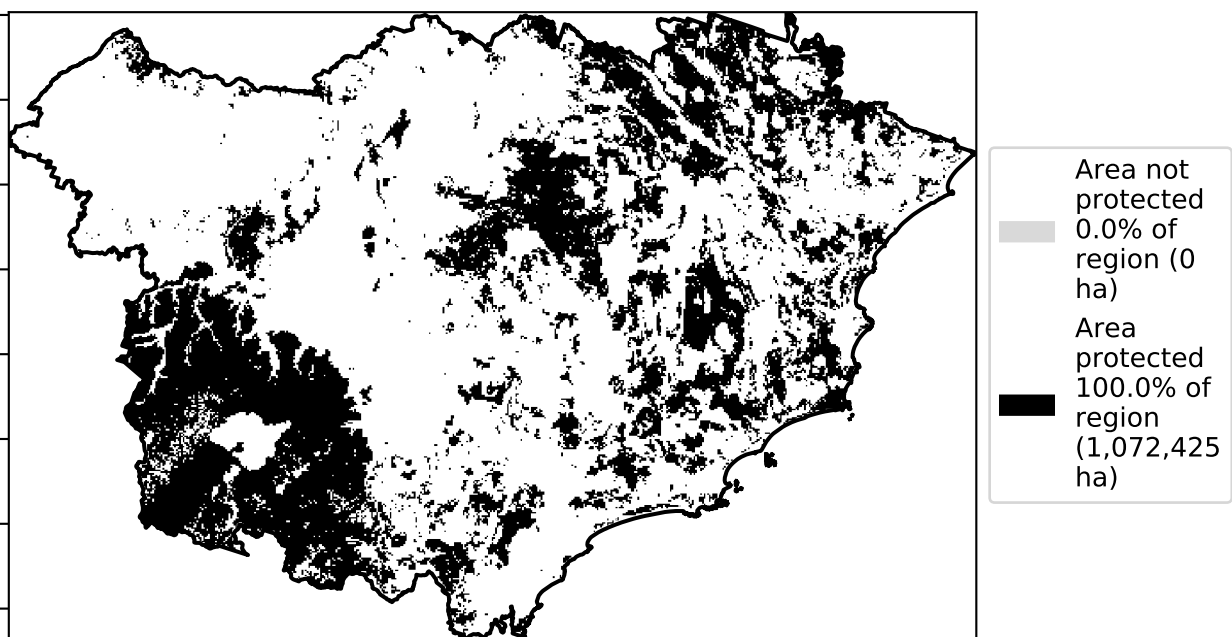 Area not
protected
0.0% of
region (0
ha)
Area
protected
100.0% of
region
(1,072,425
ha)